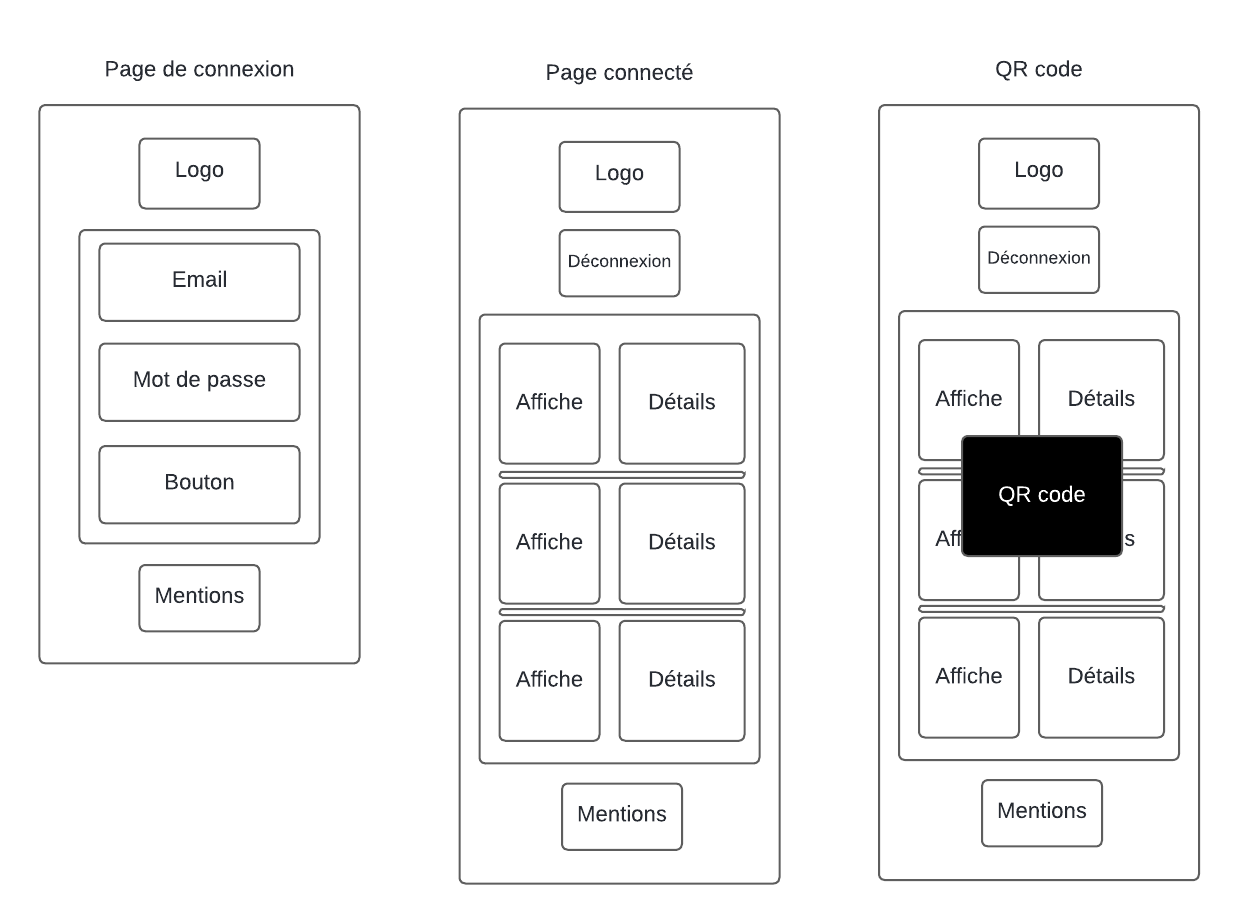 Page de connexion
Logo
Email
Mot de passe
Bouton
Mentions
Page connecté
Logo
Déconnexion
Affiche
Détails
Affiche
Détails
Affiche
Détails
Mentions
QR code
Logo
Déconnexion
Affiche
Détails
QR code
Aff
s
Affiche
Détails
Mentions